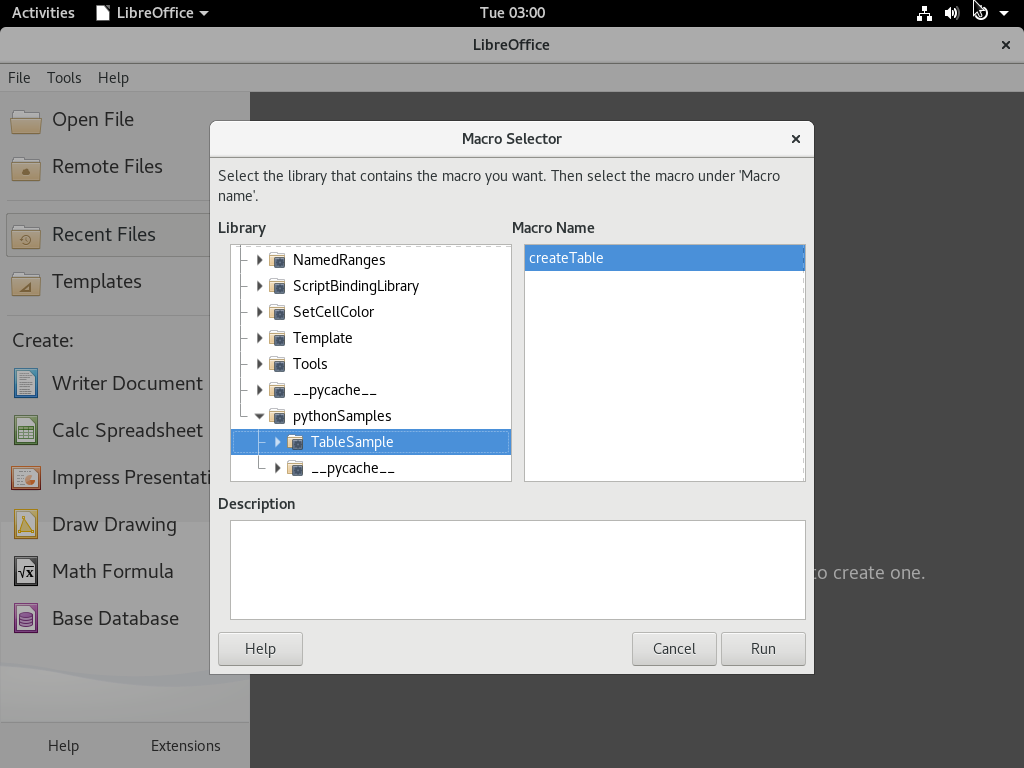 Activities LibreOffice Tue 03:00
LibreOffice
File Tools Help
Open File
Remote Files
Recent Files
Templates
Create:
Writer Document
Calc Spreadsheet
Impress Presentati
Draw Drawing
Math Formula
Base Database
Help Extensions
to create one.
Macro Selector
Select the library that contains the macro you want. Then select the macro under 'Macro
name'.
Library Macro Name
NamedRanges
ScriptBindingLibrary
SetCellColor
Template
Tools
__pycache__
pythonSamples
TableSample
__pycache__
createTable
Description
Help Cancel Run